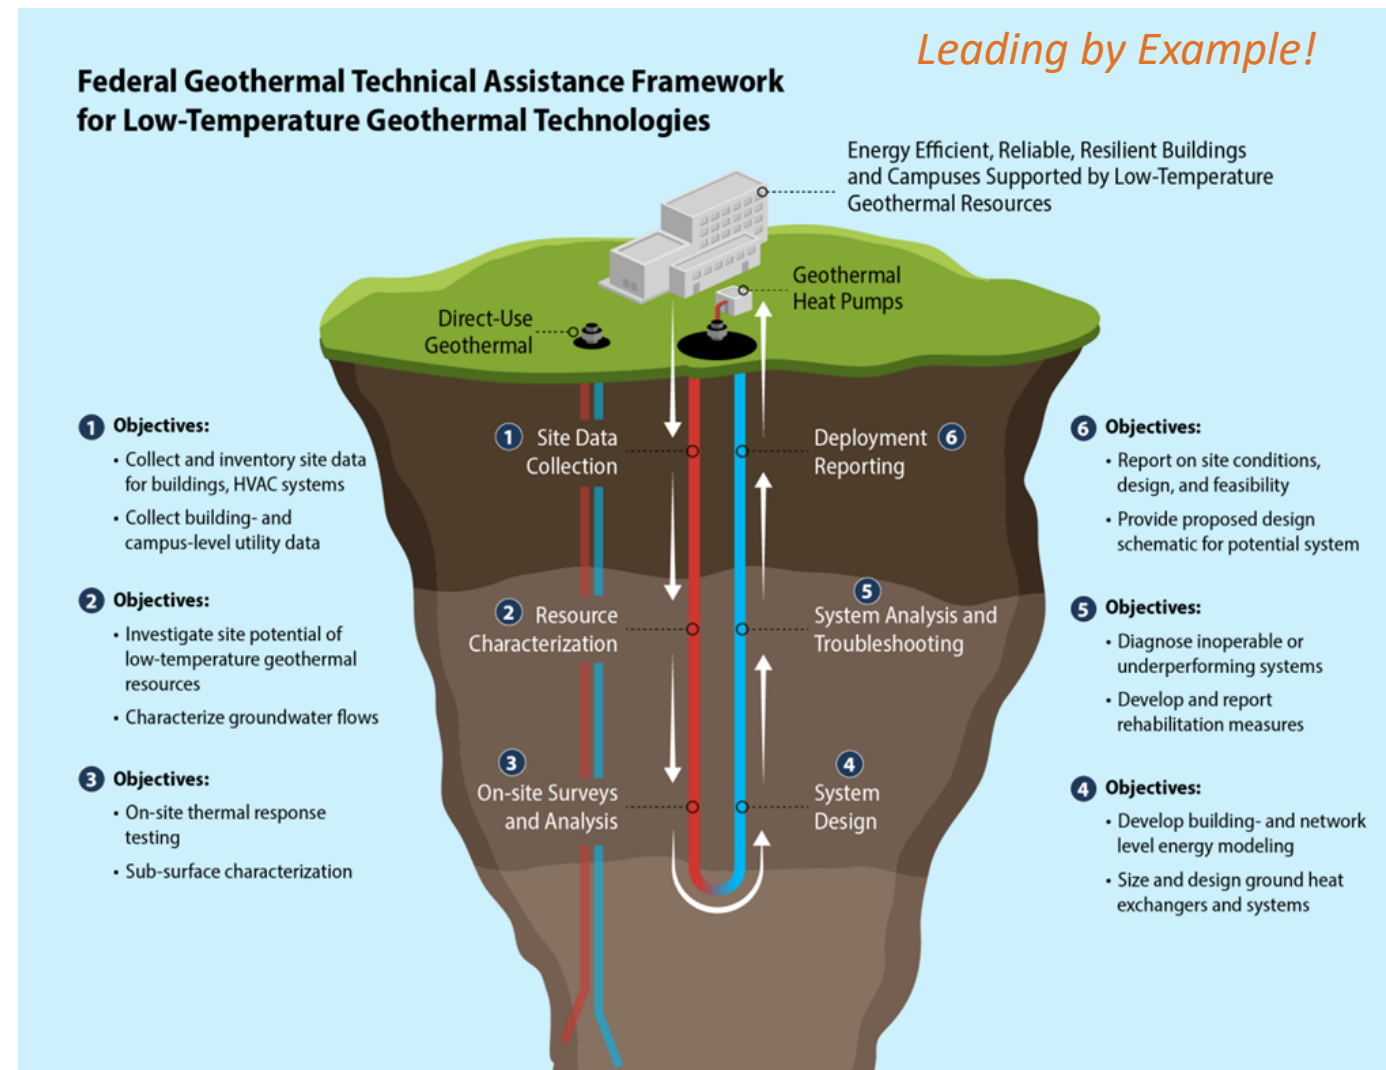 Leading by Example!
Federal Geothermal Technical Assistance Framework
for Low-Temperature Geothermal Technologies
Energy Efficient, Reliable, Resilient Buildings
and Campuses Supported by Low-Temperature
Geothermal Resources
Geothermal
Heat Pumps
Direct-Use
Geothermal
1 Objectives:
• Collect and inventory site data
for buildings, HVAC systems
• Collect building- and
campus-level utility data
2 Objectives:
• Investigate site potential of
low-temperature geothermal
resources
• Characterize groundwater flows
3 Objectives:
• On-site thermal response
testing
• Sub-surface characterization
1 Site Data
Collection
2 Resource
Characterization
3
On-site Surveys
and Analysis
Deployment 6
Reporting
5
System Analysis and
Troubleshooting
4
System
Design
6 Objectives:
• Report on site conditions,
design, and feasibility
• Provide proposed design
schematic for potential system
5 Objectives:
• Diagnose inoperable or
underperforming systems
• Develop and report
rehabilitation measures
4 Objectives:
• Develop building- and network
level energy modeling
• Size and design ground heat
exchangers and systems